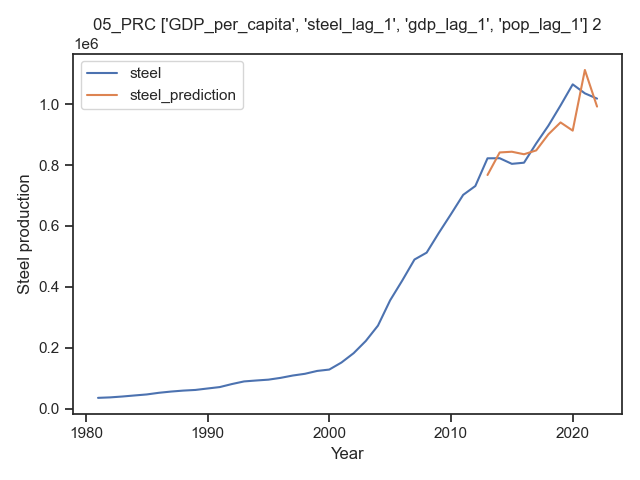 05_PRC ['GDP_per_capita', 'steel_lag_1', 'gdp_lag_1', 'pop_lag_1'] 2
1e6
steel
steel_prediction
1.0
0.8
0.6
0.4
0.2
0.0
Steel production
1980 1990 2000 2010 2020
Year